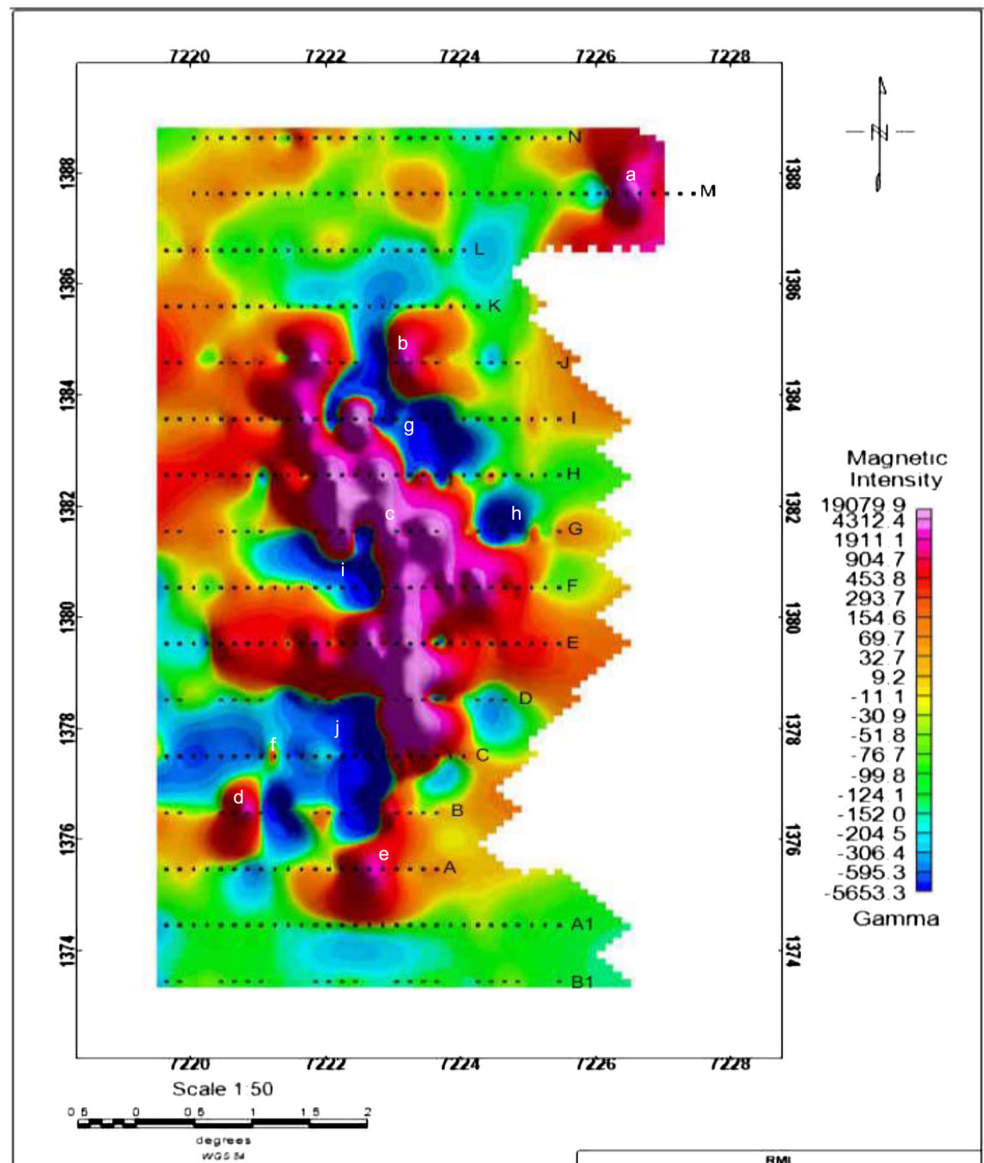 7220 7222 7224 7226 7228
N
1388 a 1388
M
L
1386 1386
K
b
J
1384 1384
I
g
H
Magnetic
Intensity
1382 c h 1382
19079.9
4312.4
G
1911.1
904.7
i
453.8
F
293.7
1380 1380
154.6
E
69.7
32.7
9.2
D
-11.1
1378 j 1378
-30.9
f
-51.8
C
-76.7
d
-99.8
B
-124.1
1376 1376
-152.0
e
-204.5
A
-306.4
-595.3
-5653.3
A1
Gamma
1374 1374
B1
7220 7222 7224 7226 7228
Scale 1:50
0.5 0 0.5 1 1.5 2
degrees
WGS 84
RMI